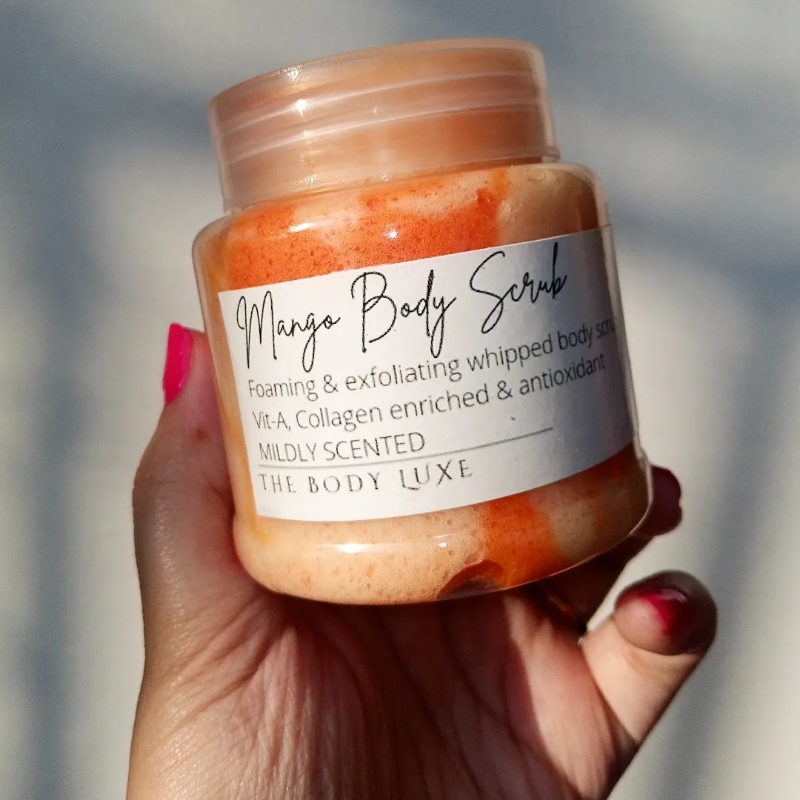 Mango Body Scrub
Foaming & exfoliating whipped body
Vit-A, Collagen enriched & antioxidant
MILDLY SCENTED
THE BODY LUXE